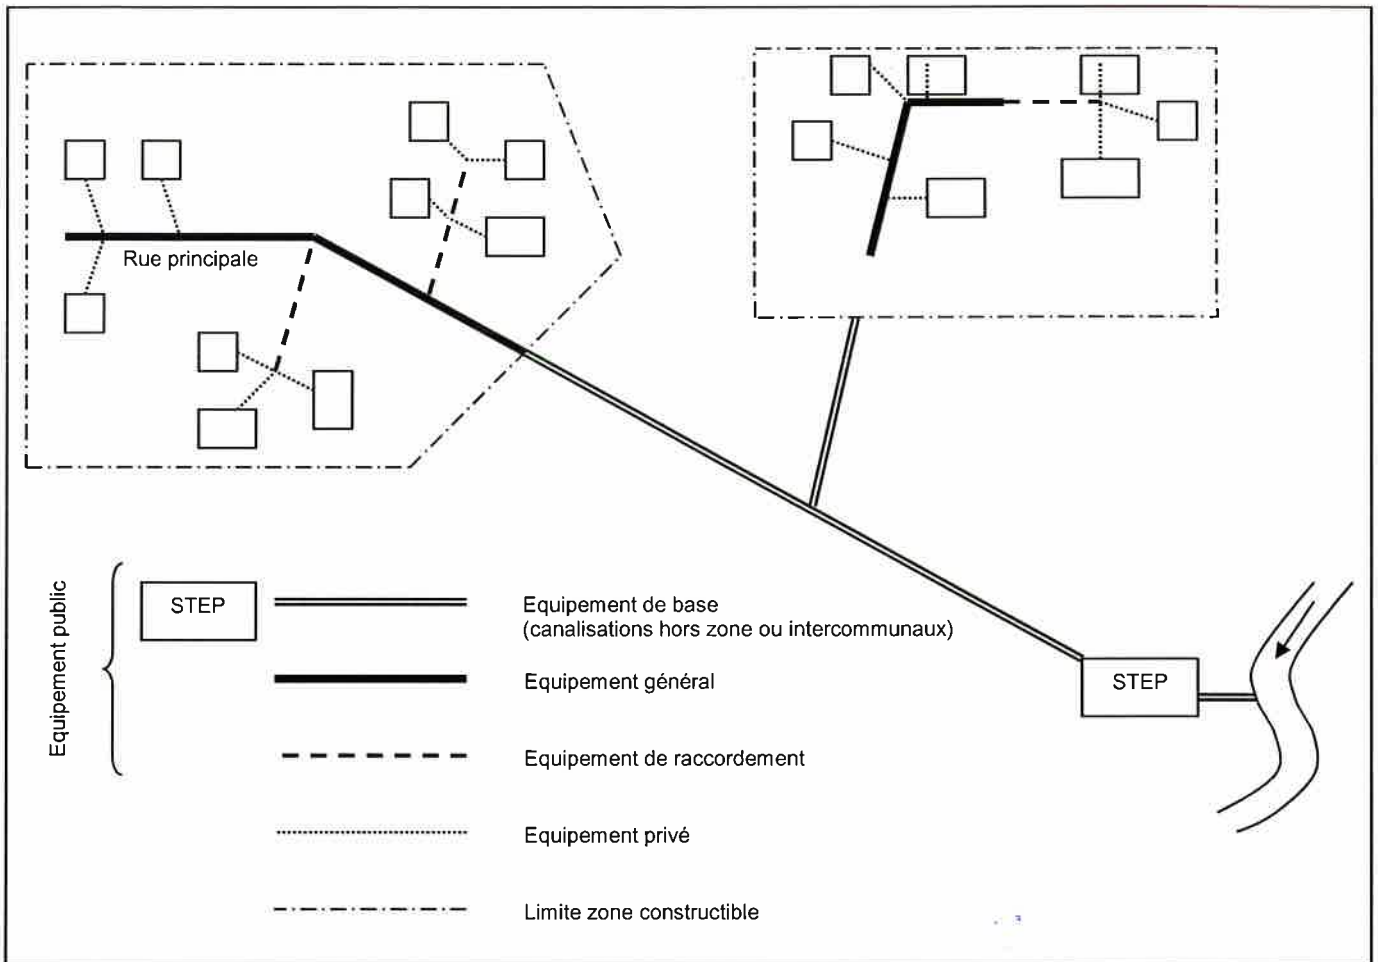 Rue principale
Equipement public
STEP
Equipement de base
(canalisations hors zone ou intercommunaux)
Equipement général
STEP
Equipement de raccordement
Equipement privé
Limite zone constructible